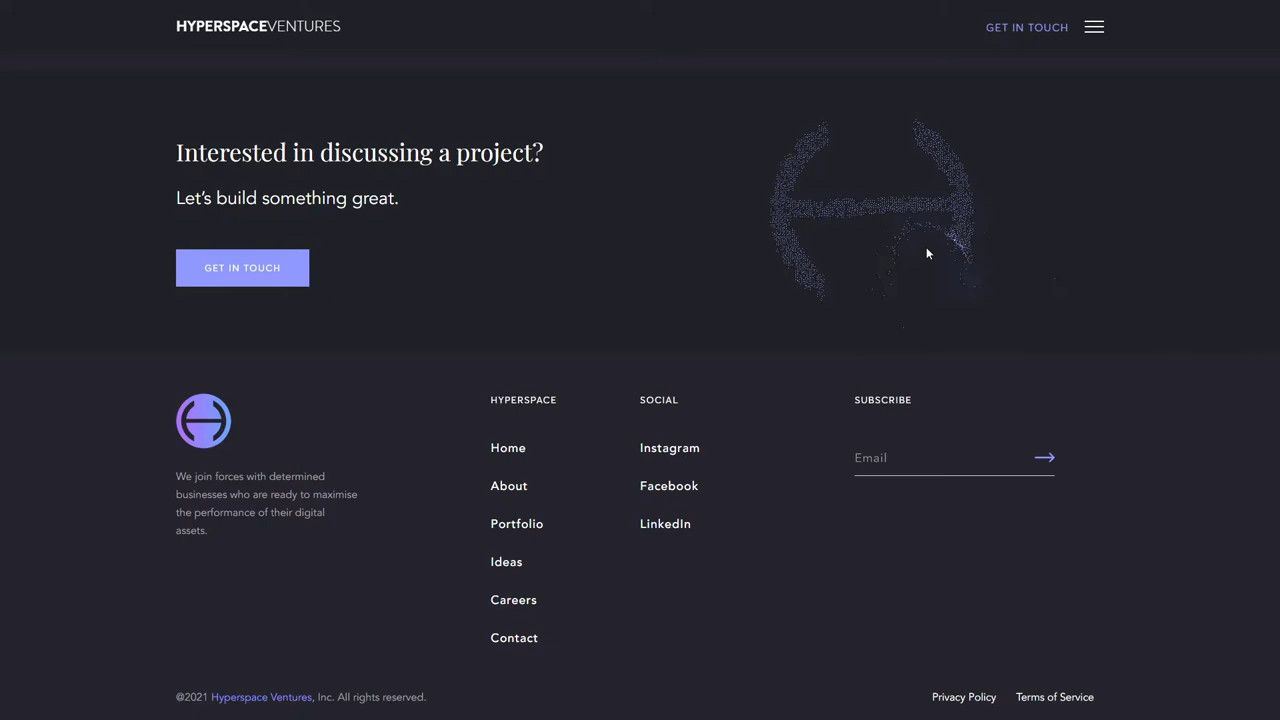 HYPERSPACEVENTURES
GET IN TOUCH
Interested in discussing a project?
Let’s build something great.
GET IN TOUCH
We join forces with determined
businesses who are ready to maximise
the performance of their digital
assets.
HYPERSPACE
Home
About
Portfolio
Ideas
Careers
Contact
SOCIAL
Instagram
Facebook
LinkedIn
SUBSCRIBE
Email
@2021 Hyperspace Ventures, Inc. All rights reserved.
Privacy Policy
Terms of Service